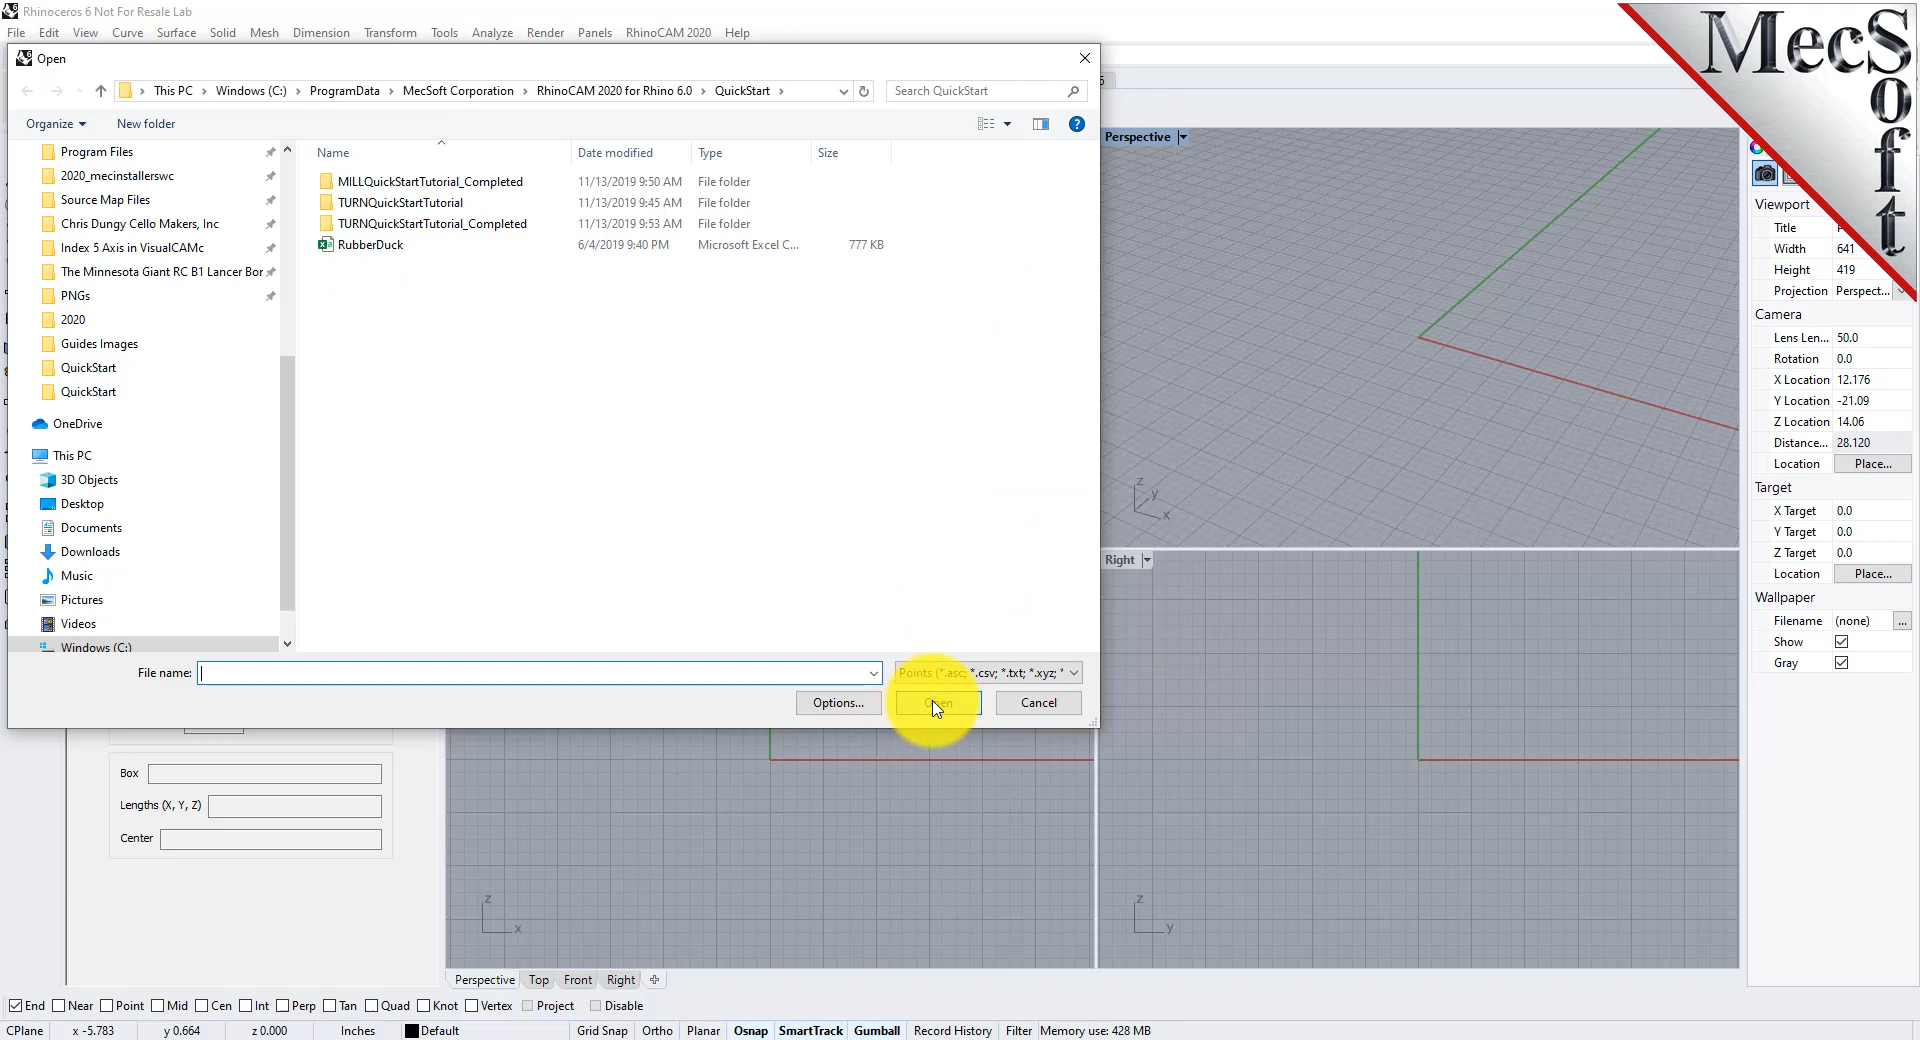 Rhinoceros 6 Not For Resale Lab
File Edit View Curve Surface Solid Mesh Dimension Transform Tools Analyze Render Panels RhinoCAM 2020 Help
MecSoft
Open
This PC › Windows (C:) › ProgramData › MecSoft Corporation › RhinoCAM 2020 for Rhino 6.0 › QuickStart ›
Search QuickStart
Organize
New folder
Program Files
2020_mecinstallerswc
Source Map Files
Chris Dungy Cello Makers, Inc
Index 5 Axis in VisualCAMc
The Minnesota Giant RC B1 Lancer Bor
PNGs
2020
Guides Images
QuickStart
QuickStart
OneDrive
This PC
3D Objects
Desktop
Documents
Downloads
Music
Pictures
Videos
Windows (C:)
Name Date modified Type Size
MILLQuickStartTutorial_Completed 11/13/2019 9:50 AM File folder
TURNQuickStartTutorial 11/13/2019 9:45 AM File folder
TURNQuickStartTutorial_Completed 11/13/2019 9:53 AM File folder
RubberDuck 6/4/2019 9:40 PM Microsoft Excel C... 777 KB
File name:
Points (*.asc; *.csv; *.txt; *.xyz; *
Options... Open Cancel
Box
Lengths (X, Y, Z)
Center
Perspective
z
y
x
Right
z
x
z
y
Viewport
Title
Width 641
Height 419
Projection Perspect...
Camera
Lens Len... 50.0
Rotation 0.0
X Location 12.176
Y Location -21.09
Z Location 14.06
Distance... 28.120
Location Place...
Target
X Target 0.0
Y Target 0.0
Z Target 0.0
Location Place...
Wallpaper
Filename (none) ...
Show
Gray
Perspective Top Front Right
End Near Point Mid Cen Int Perp Tan Quad Knot Vertex Project Disable
CPlane x -5.783 y 0.664 z 0.000 Inches Default Grid Snap Ortho Planar Osnap SmartTrack Gumball Record History Filter Memory use: 428 MB